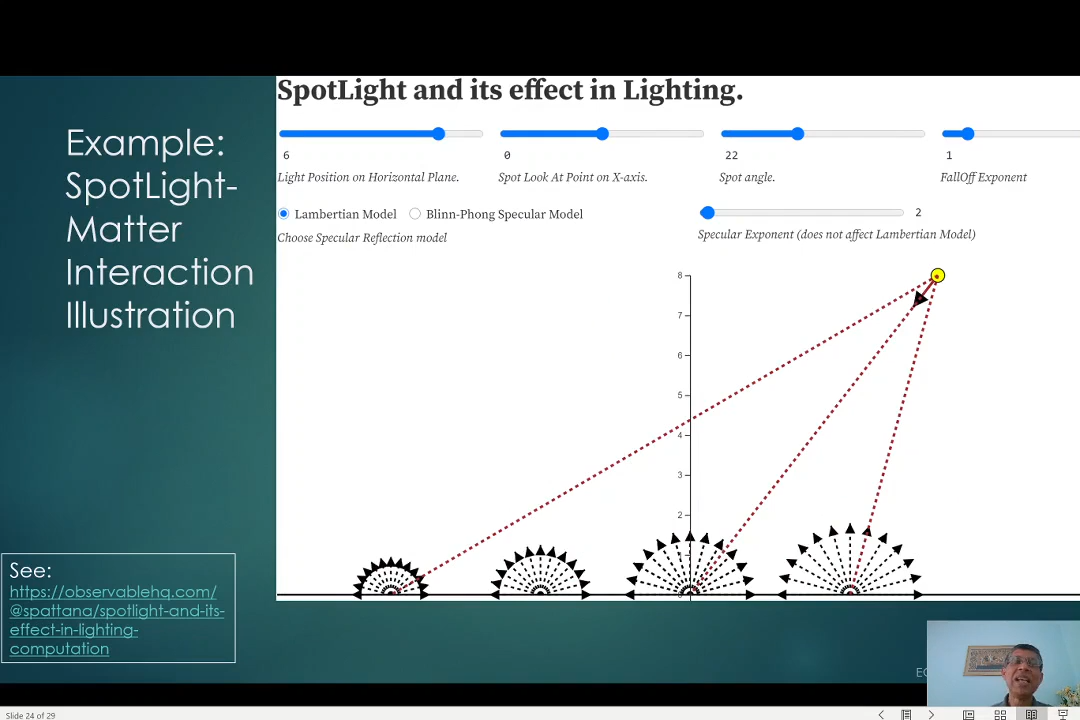 SpotLight and its effect in Lighting.
Example:
SpotLight-
Matter
Interaction
Illustration
6
0
22
1
Light Position on Horizontal Plane.
Spot Look At Point on X-axis.
Spot angle.
FallOff Exponent
Lambertian Model
Blinn-Phong Specular Model
2
Choose Specular Reflection model
Specular Exponent (does not affect Lambertian Model)
8
7
6
5
4
3
2
See:
https://observablehq.com/
@spattana/spotlight-and-its-
effect-in-lighting-
computation
Slide 24 of 29